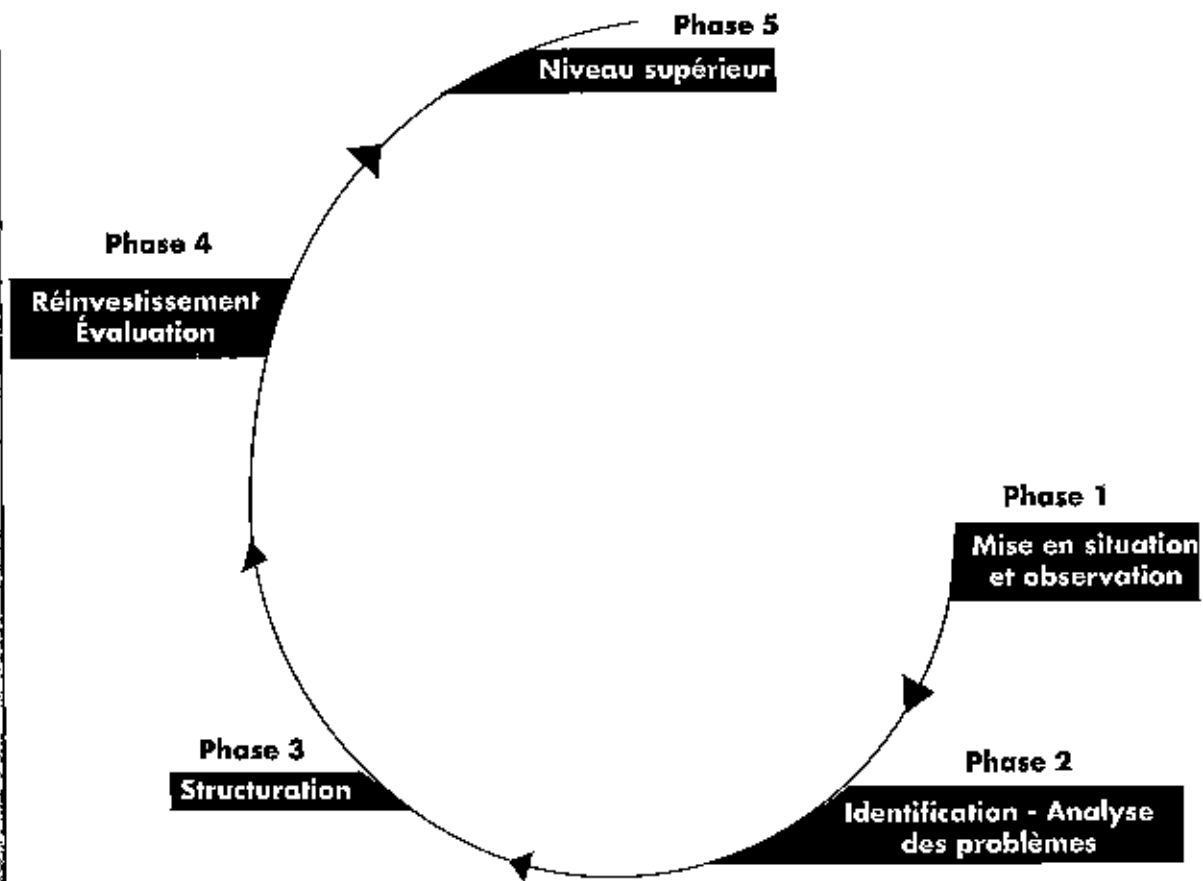 Phase 5
Niveau supérieur
Phase 4
Réinvestissement
Évaluation
Phase 1
Mise en situation
et observation
Phase 3
Structuration
Phase 2
Identification - Analyse
des problèmes